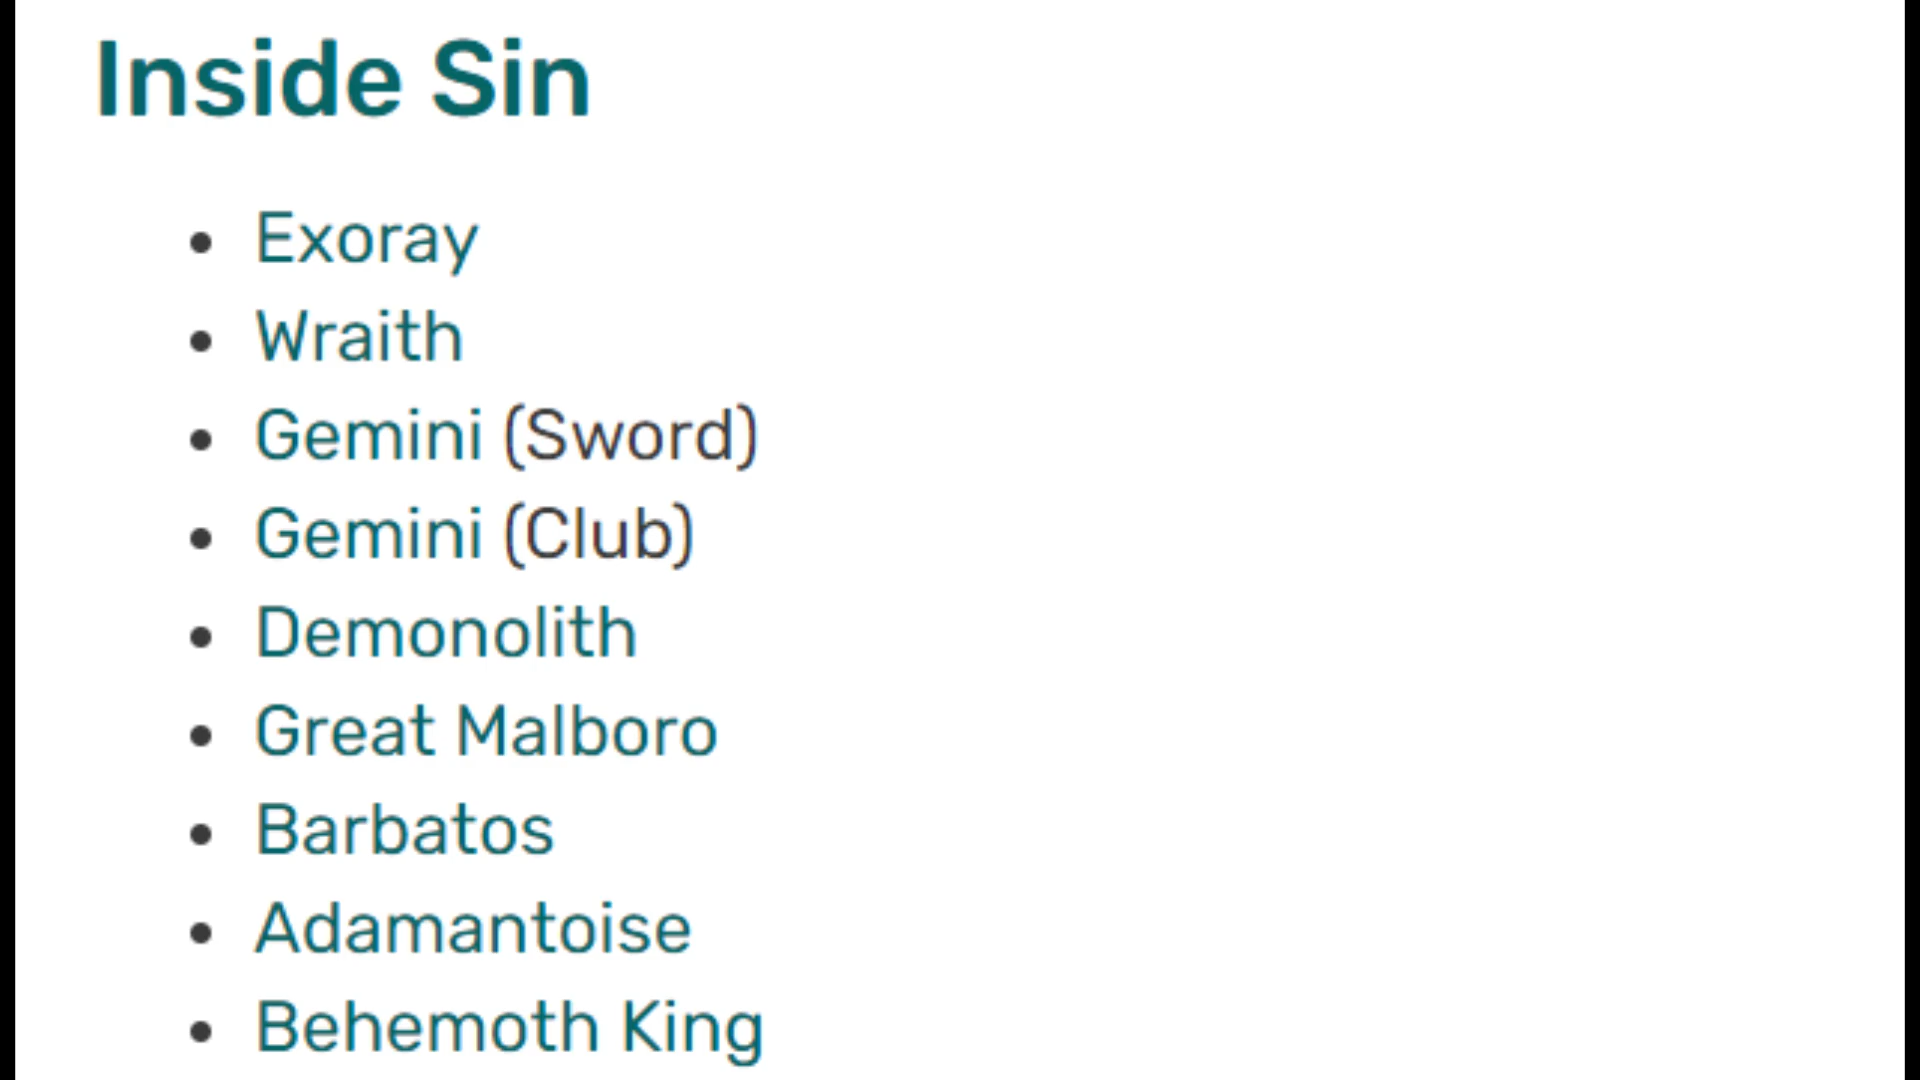 Inside Sin
Exoray
Wraith
Gemini (Sword)
Gemini (Club)
Demonolith
Great Malboro
Barbatos
Adamantoise
Behemoth King